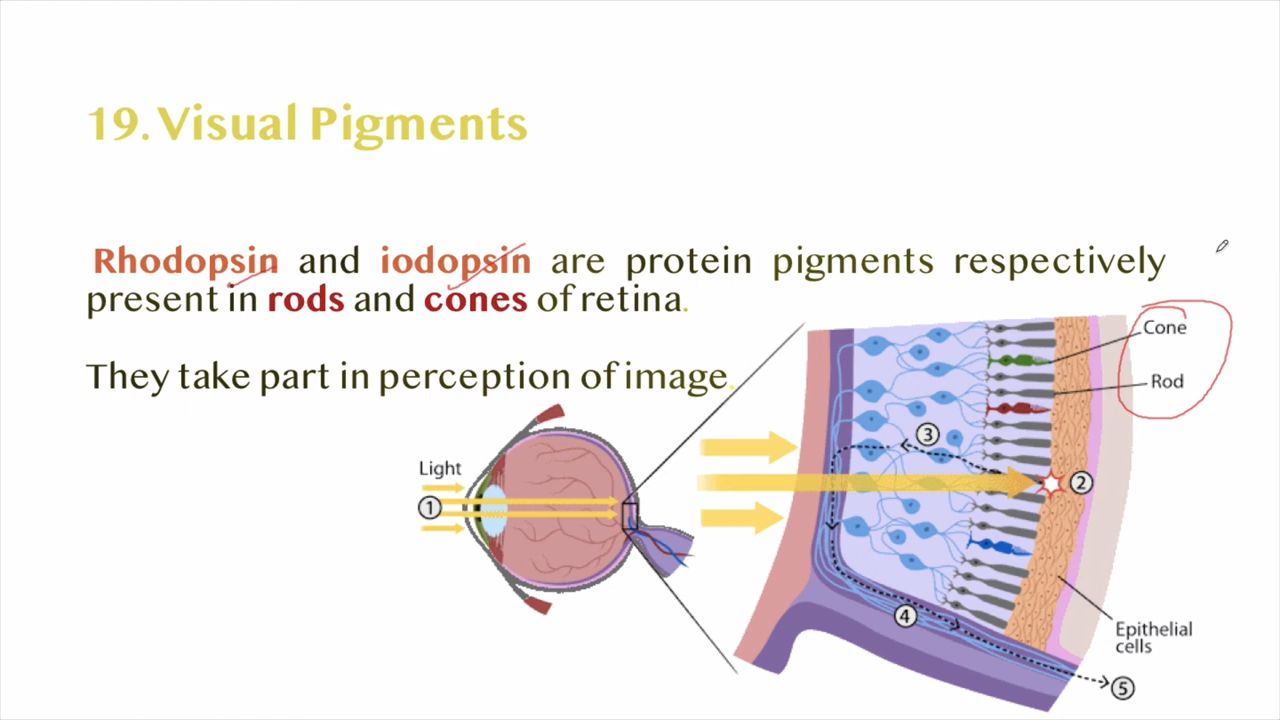 19. Visual Pigments
Rhodopsin and iodopsin are protein pigments respectively
present in rods and cones of retina.
They take part in perception of image.
Cone
Rod
3
Light
1
2
4
Epithelial
cells
5